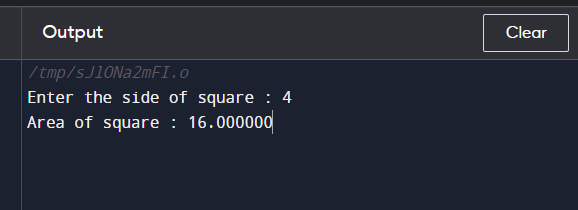 Output
Clear
/tmp/sJlONa2mFI.o
Enter the side of square : 4
Area of square : 16.000000